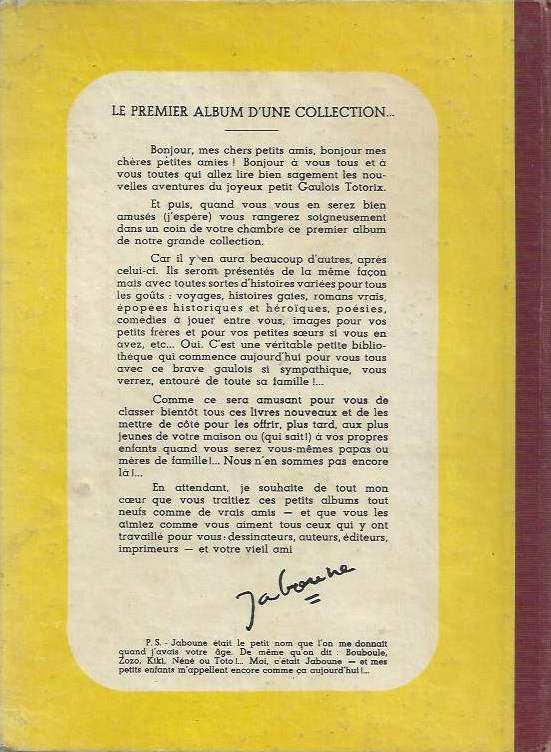 LE PREMIER ALBUM D'UNE COLLECTION...
Bonjour, mes chers petits amis, bonjour mes
chères pétites amies ! Bonjour à vous tous et à
vous toutes qui allez lire bien sagement les nou-
velles aventures du joyeux petit Gaulois Totorix.
Et puis, quand vous vous en serez bien
amusés (j'espère) vous rangerez soigneusement
dans un coin de votre chambre ce premier album
de notre grande collection.
Car il y en aura beaucoup d'autres, après
celui-ci. Ils seront présentés de la même façon
mais avec toutes sortes d'histoires variées pour tous
les goûts : voyages, histoires gaies, romans vrais,
épopées historiques et héroïques, poésies,
comédies à jouer entre vous, images pour vos
petits frères et pour vos petites sœurs si vous en
avez, etc... Oui. C'est une véritable petite biblio-
thèque qui commence aujourd'hui pour vous tous
avec ce brave gaulois si sympathique, vous
verrez, entouré de toute sa famille !...
Comme ce sera amusant pour vous de
classer bientôt tous ces livres nouveaux et de les
mettre de côté pour les offrir, plus tard, aux plus
jeunes de votre maison ou (qui sait!) à vos propres
enfants quand vous serez vous-mêmes papas ou
mères de famille!... Nous n'en sommes pas encore
là !...
En attendant, je souhaite de tout mon
cœur que vous traitiez ces petits albums tout
neufs comme de vrais amis — et que vous les
aimiez comme vous aiment tous ceux qui y ont
travaillé pour vous : dessinateurs, auteurs, éditeurs,
imprimeurs — et votre vieil ami
Jaboune
P. S. - Jaboune était le petit nom que l'on me donnait
quand j'avais votre âge. De même qu'on dit : Bouboule,
Zozo, Kiki, Néné ou Toto !... Moi, c'était Jaboune — et mes
petits enfants m'appellent encore comme ça aujourd'hui !...